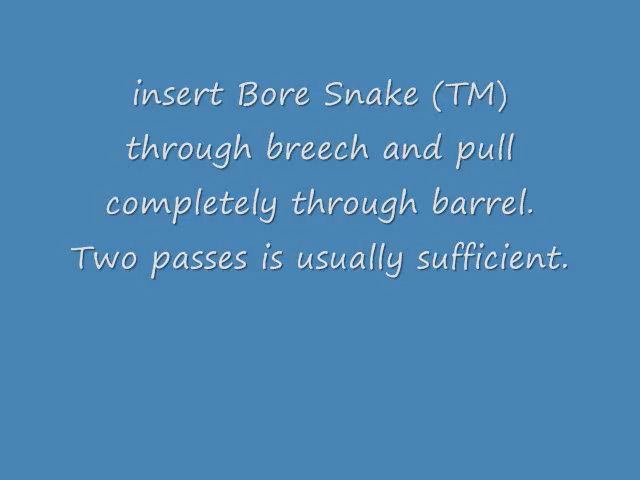 insert Bore Snake (TM)
through breech and pull
completely through barrel.
Two passes is usually sufficient.